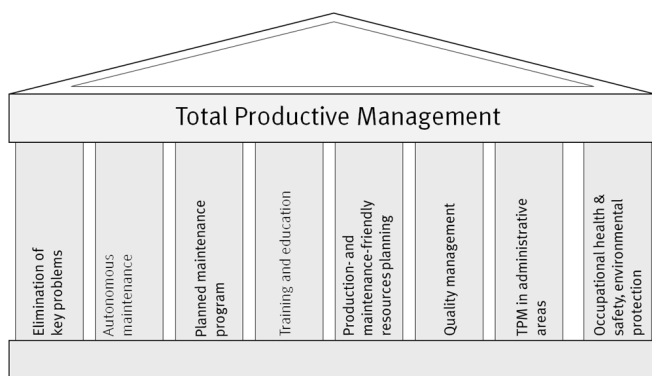 Total Productive Management
Elimination of
key problems
Autonomous
maintenance
Planned maintenance
program
Training and education
Production- and
maintenance-friendly
resources planning
Quality management
TPM in administrative
areas
Occupational health &
safety, environmental
protection